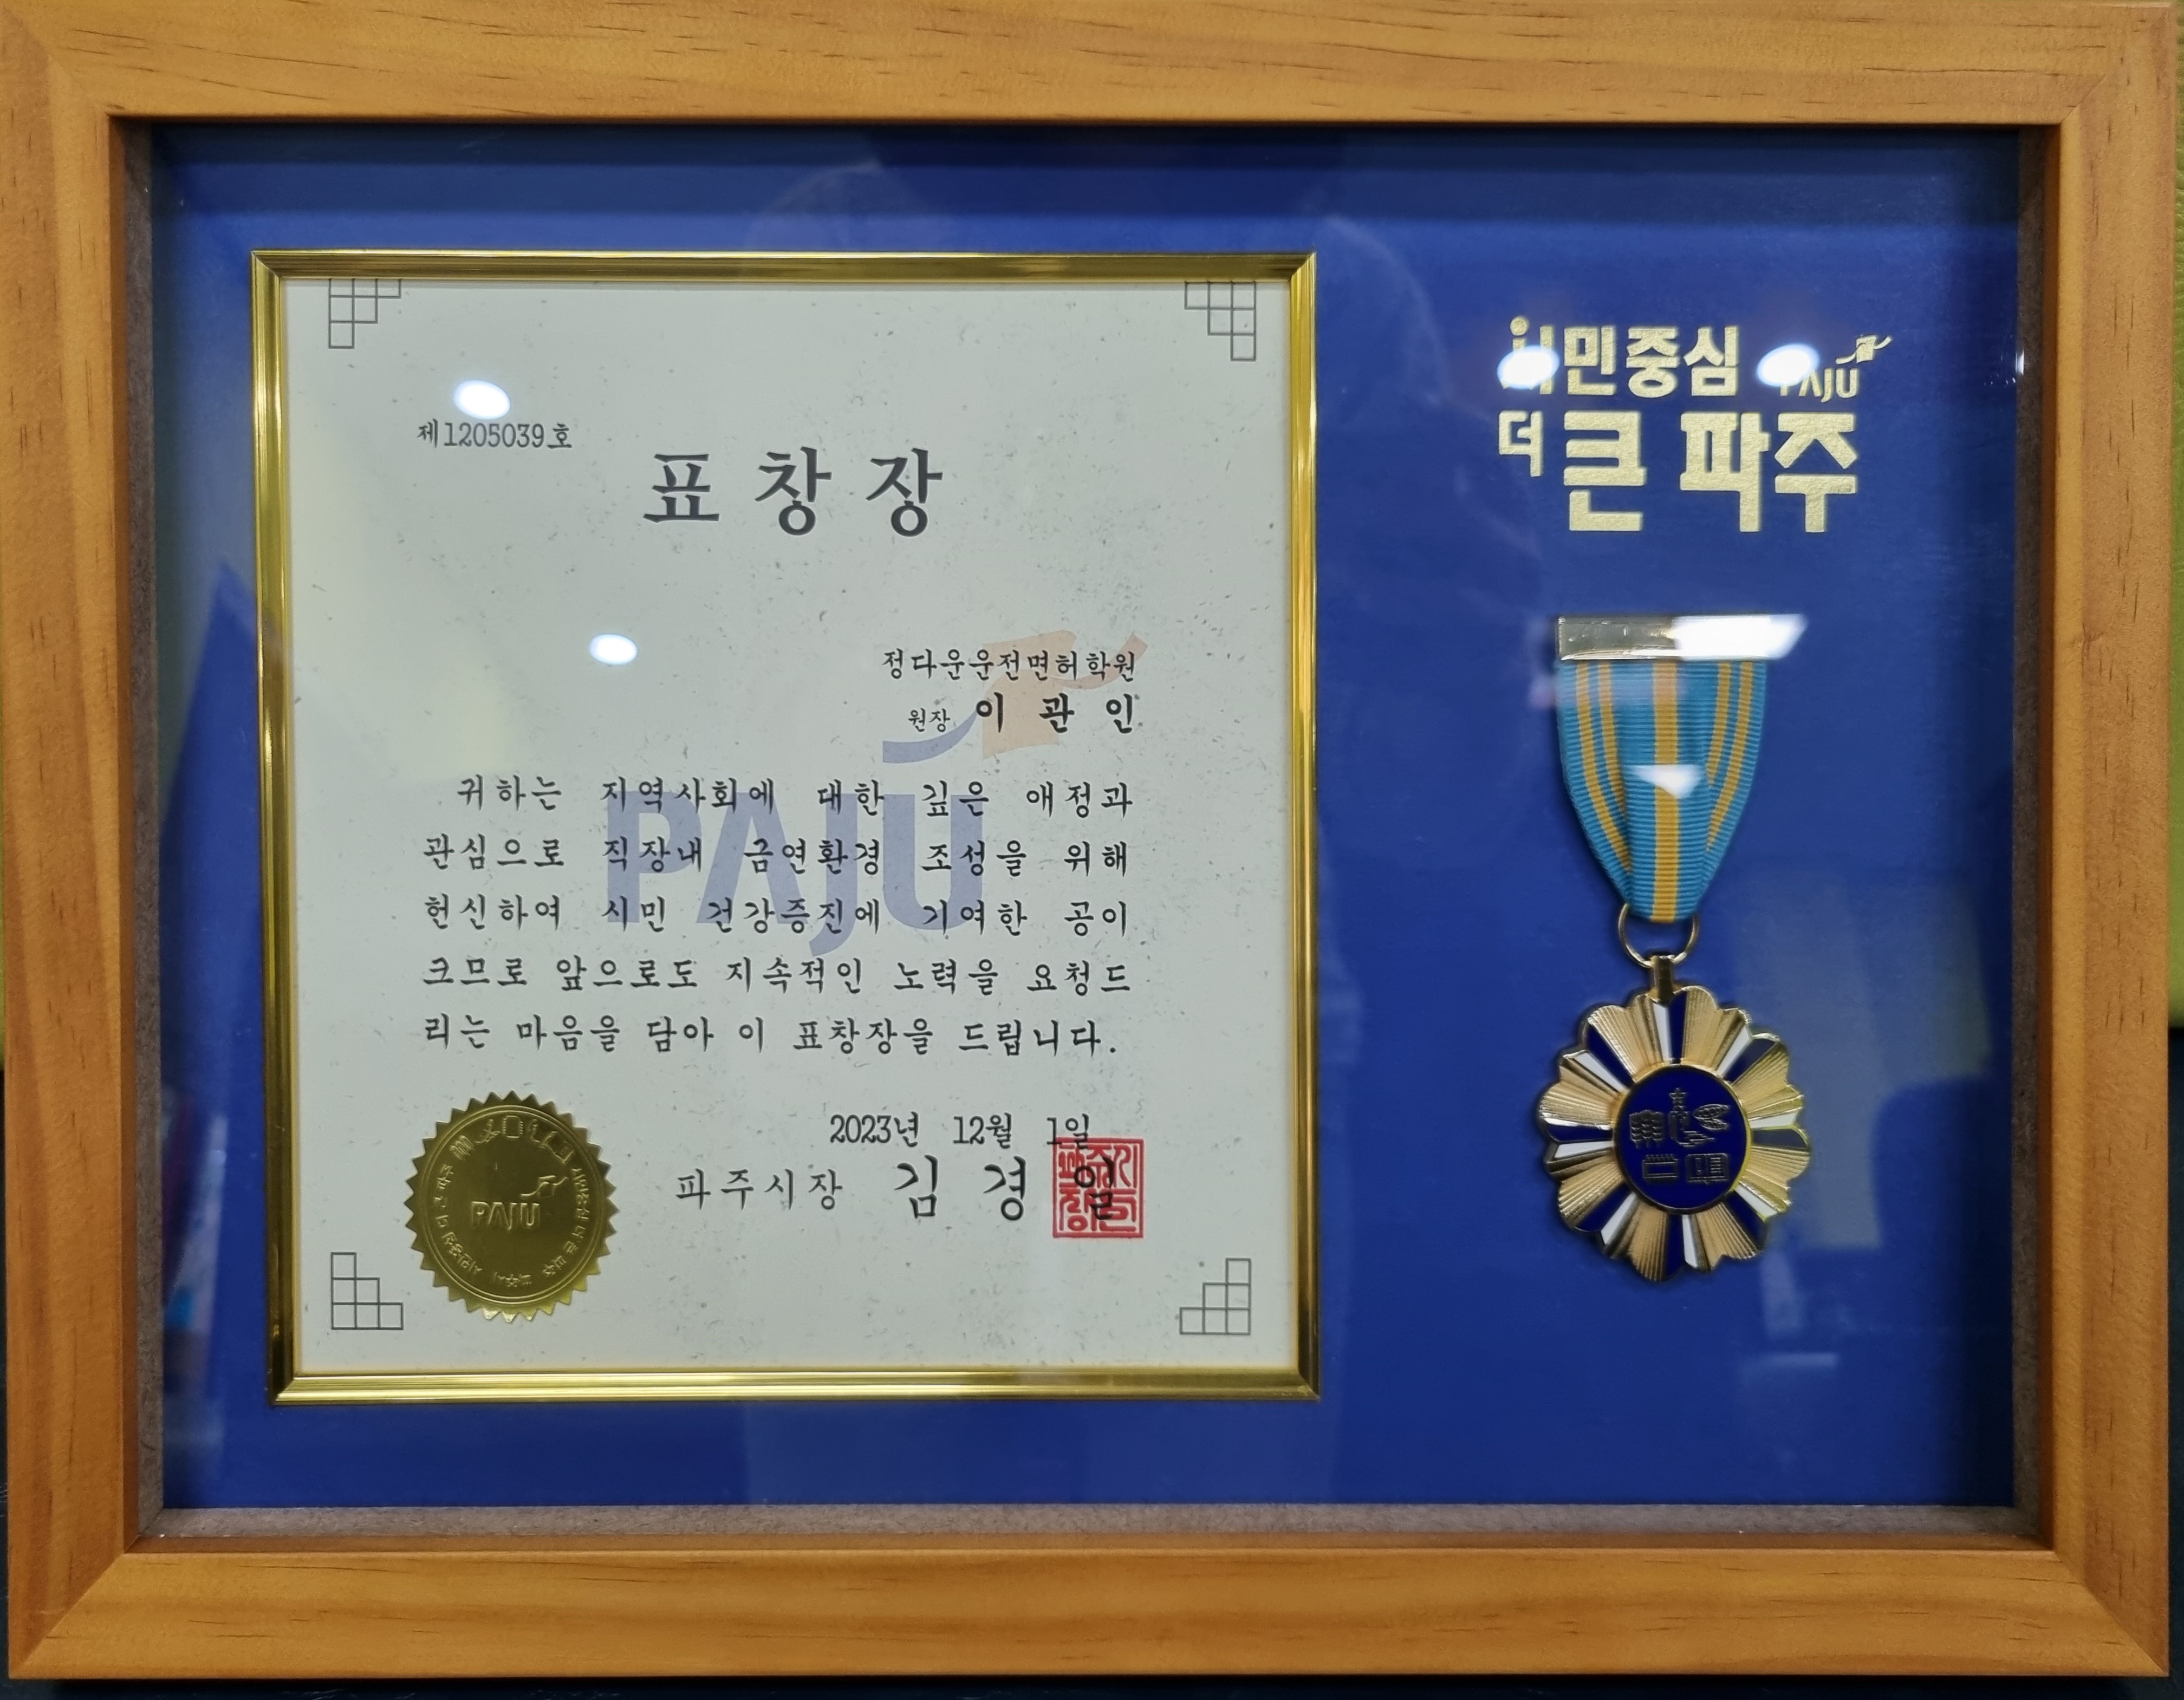 제1205039호
표창장
정다운운전면허학원
원장 이 관 인
귀하는 지역사회에 대한 깊은 애정과
관심으로 직장내 금연환경 조성을 위해
헌신하여 시민 건강증진에 기여한 공이
크므로 앞으로도 지속적인 노력을 요청드
리는 마음을 담아 이 표창장을 드립니다.
2023년 12월 1일
파주시장 김 경 일
PAJU
PAJU
시민중심 PAJU
더 큰 파주